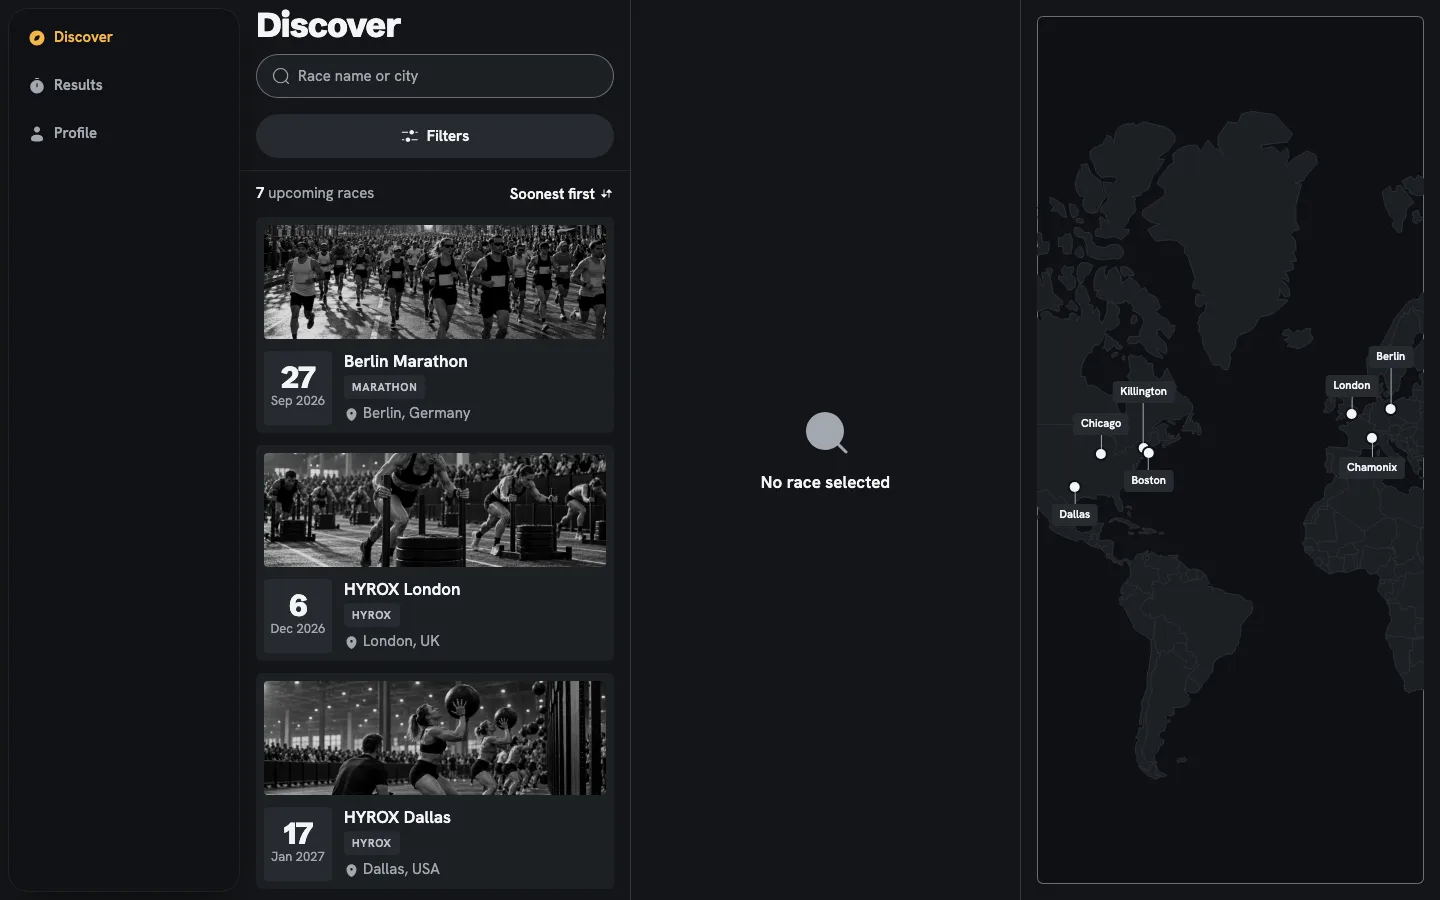 Discover
Results
Profile
Discover
Race name or city
Filters
7 upcoming races
Soonest first
27
Sep 2026
Berlin Marathon
MARATHON
Berlin, Germany
6
Dec 2026
HYROX London
HYROX
London, UK
17
Jan 2027
HYROX Dallas
HYROX
Dallas, USA
No race selected
Berlin
London
Killington
Chicago
Chamonix
Boston
Dallas